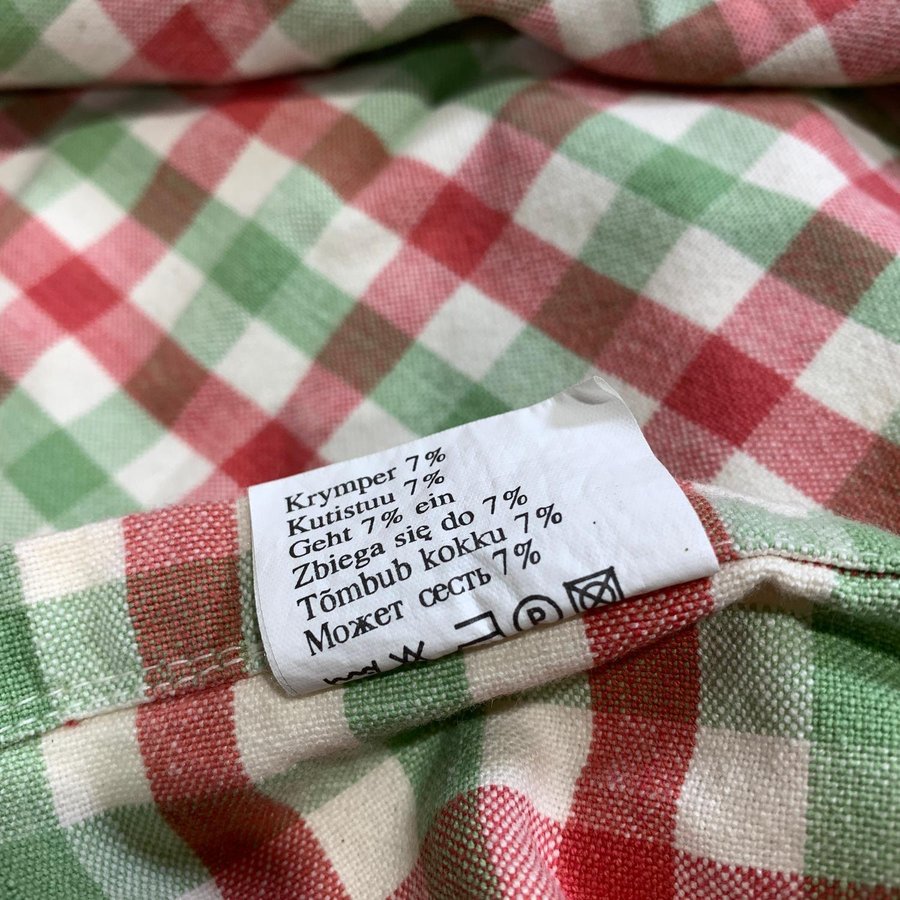 Krymper 7%
Kutistuu 7%
Geht 7% ein
Zbiega się do 7%
Tõmbub kokku 7%
Может сесть 7%
P